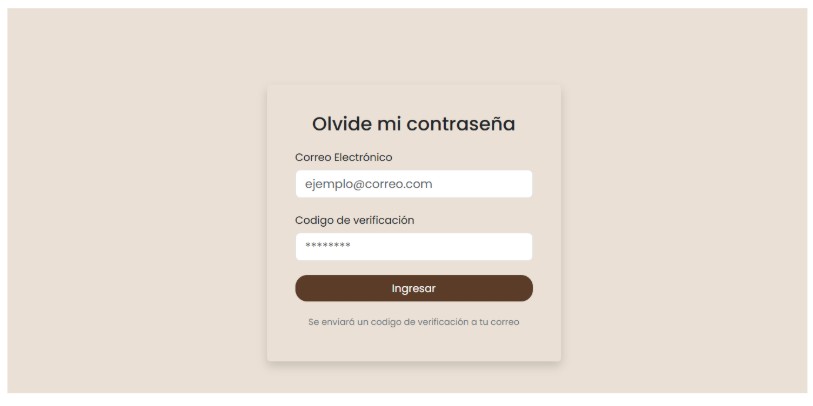 Olvide mi contraseña
Correo Electrónico
ejemplo@correo.com
Codigo de verificación
********
Ingresar
Se enviará un codigo de verificación a tu correo